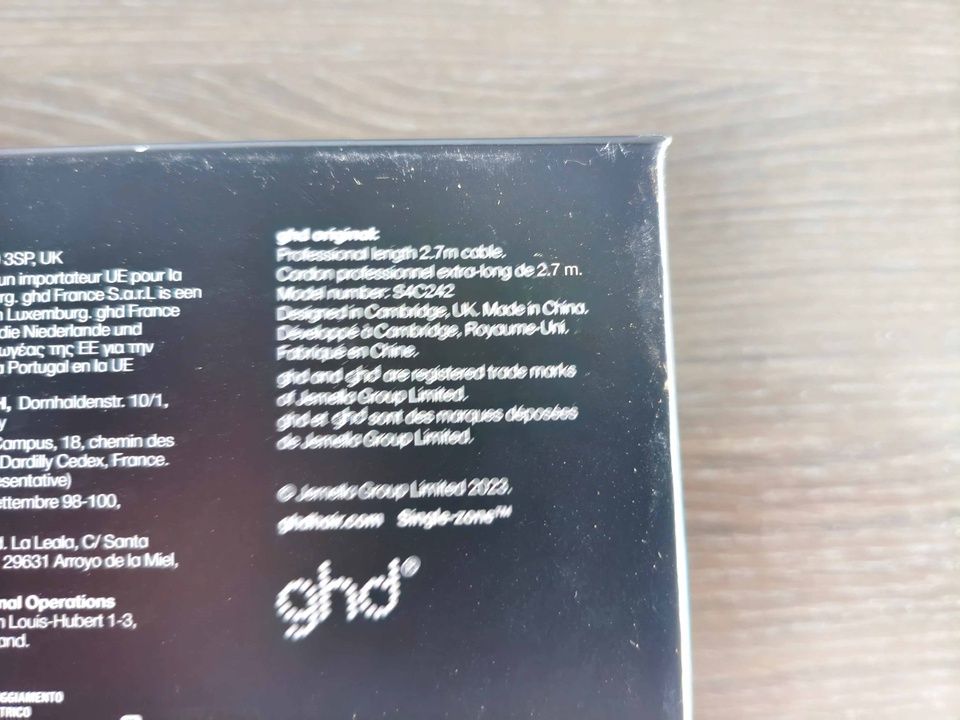 3SP, UK
un importateur UE pour la
rg. ghd France S.a.r.l. is een
n Luxemburg. ghd France
die Niederlande und
ωγέας της ΕΕ για την
a Portugal en la UE
H, Dornhaldenstr. 10/1,
y
Campus, 18, chemin des
Dardilly Cedex, France.
esentative)
ettembre 98-100,
l. La Leala, C/ Santa
29631 Arroyo de la Miel,
nal Operations
n Louis-Hubert 1-3,
and.
GGIAMENTO
TRICO
ghd original:
Professional length 2.7m cable.
Cordon professionnel extra-long de 2.7 m.
Model number: S4C242
Designed in Cambridge, UK. Made in China.
Développé à Cambridge, Royaume-Uni.
Fabriqué en Chine.
ghd and ghd are registered trade marks
of Jemella Group Limited.
ghd et ghd sont des marques déposées
de Jemella Group Limited.
© Jemella Group Limited 2023.
ghdhair.com Single-zone™
ghd®